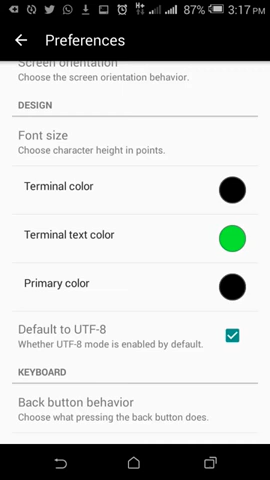 87% 3:17 PM
Preferences
Screen orientation
Choose the screen orientation behavior.
DESIGN
Font size
Choose character height in points.
Terminal color
Terminal text color
Primary color
Default to UTF-8
Whether UTF-8 mode is enabled by default.
KEYBOARD
Back button behavior
Choose what pressing the back button does.